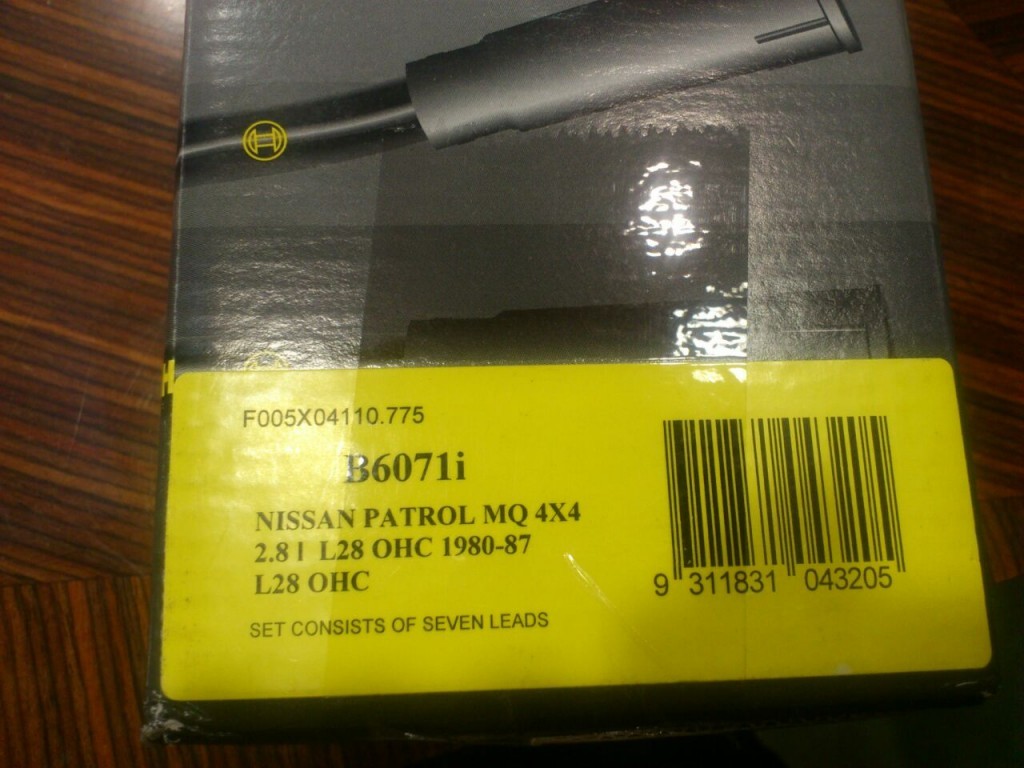 H
F005X04110.775
B6071i
NISSAN PATROL MQ 4X4
2.8 l L28 OHC 1980-87
L28 OHC
SET CONSISTS OF SEVEN LEADS
9 311831 043205